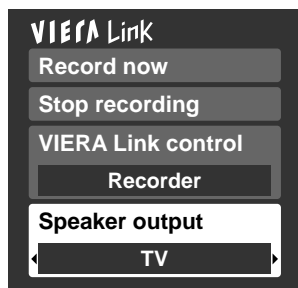 VIERA Link
Record now
Stop recording
VIERA Link control
Recorder
Speaker output
TV